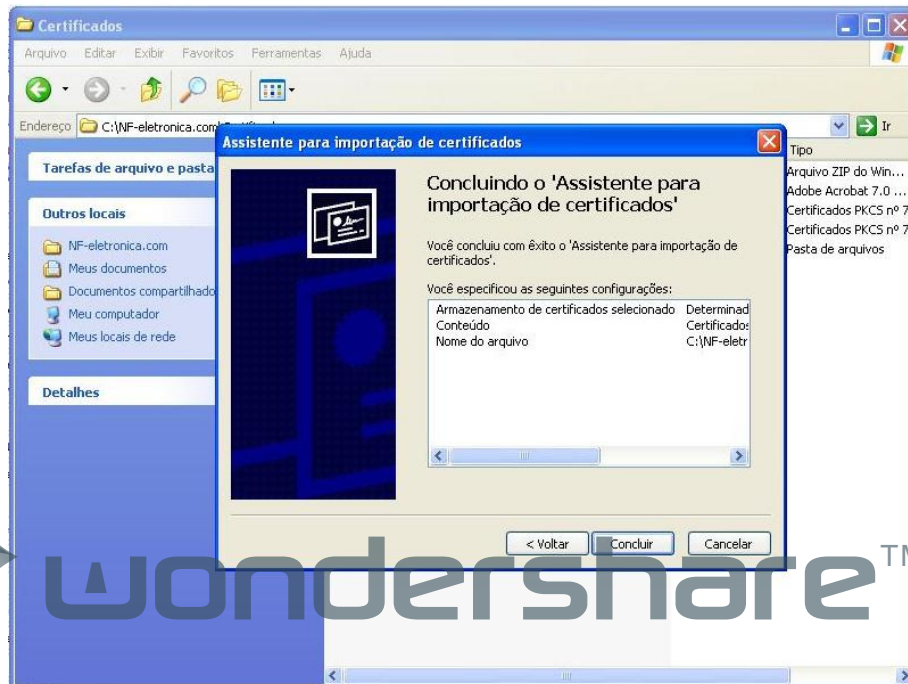 Certificados
Arquivo Editar Exibir Favoritos Ferramentas Ajuda
Endereço C:\NF-eletronica.com Ir
Tipo
Arquivo ZIP do Win...
Adobe Acrobat 7.0 ...
Certificados PKCS nº 7
Certificados PKCS nº 7
Pasta de arquivos
Tarefas de arquivo e pasta
Outros locais
NF-eletronica.com
Meus documentos
Documentos compartilhado
Meu computador
Meus locais de rede
Detalhes
Assistente para importação de certificados
Concluindo o 'Assistente para
importação de certificados'
Você concluiu com êxito o 'Assistente para importação de
certificados'.
Você especificou as seguintes configurações:
Armazenamento de certificados selecionado Determinad
Conteúdo Certificados
Nome do arquivo C:\NF-eletr
< Voltar Concluir Cancelar
wondershare TM